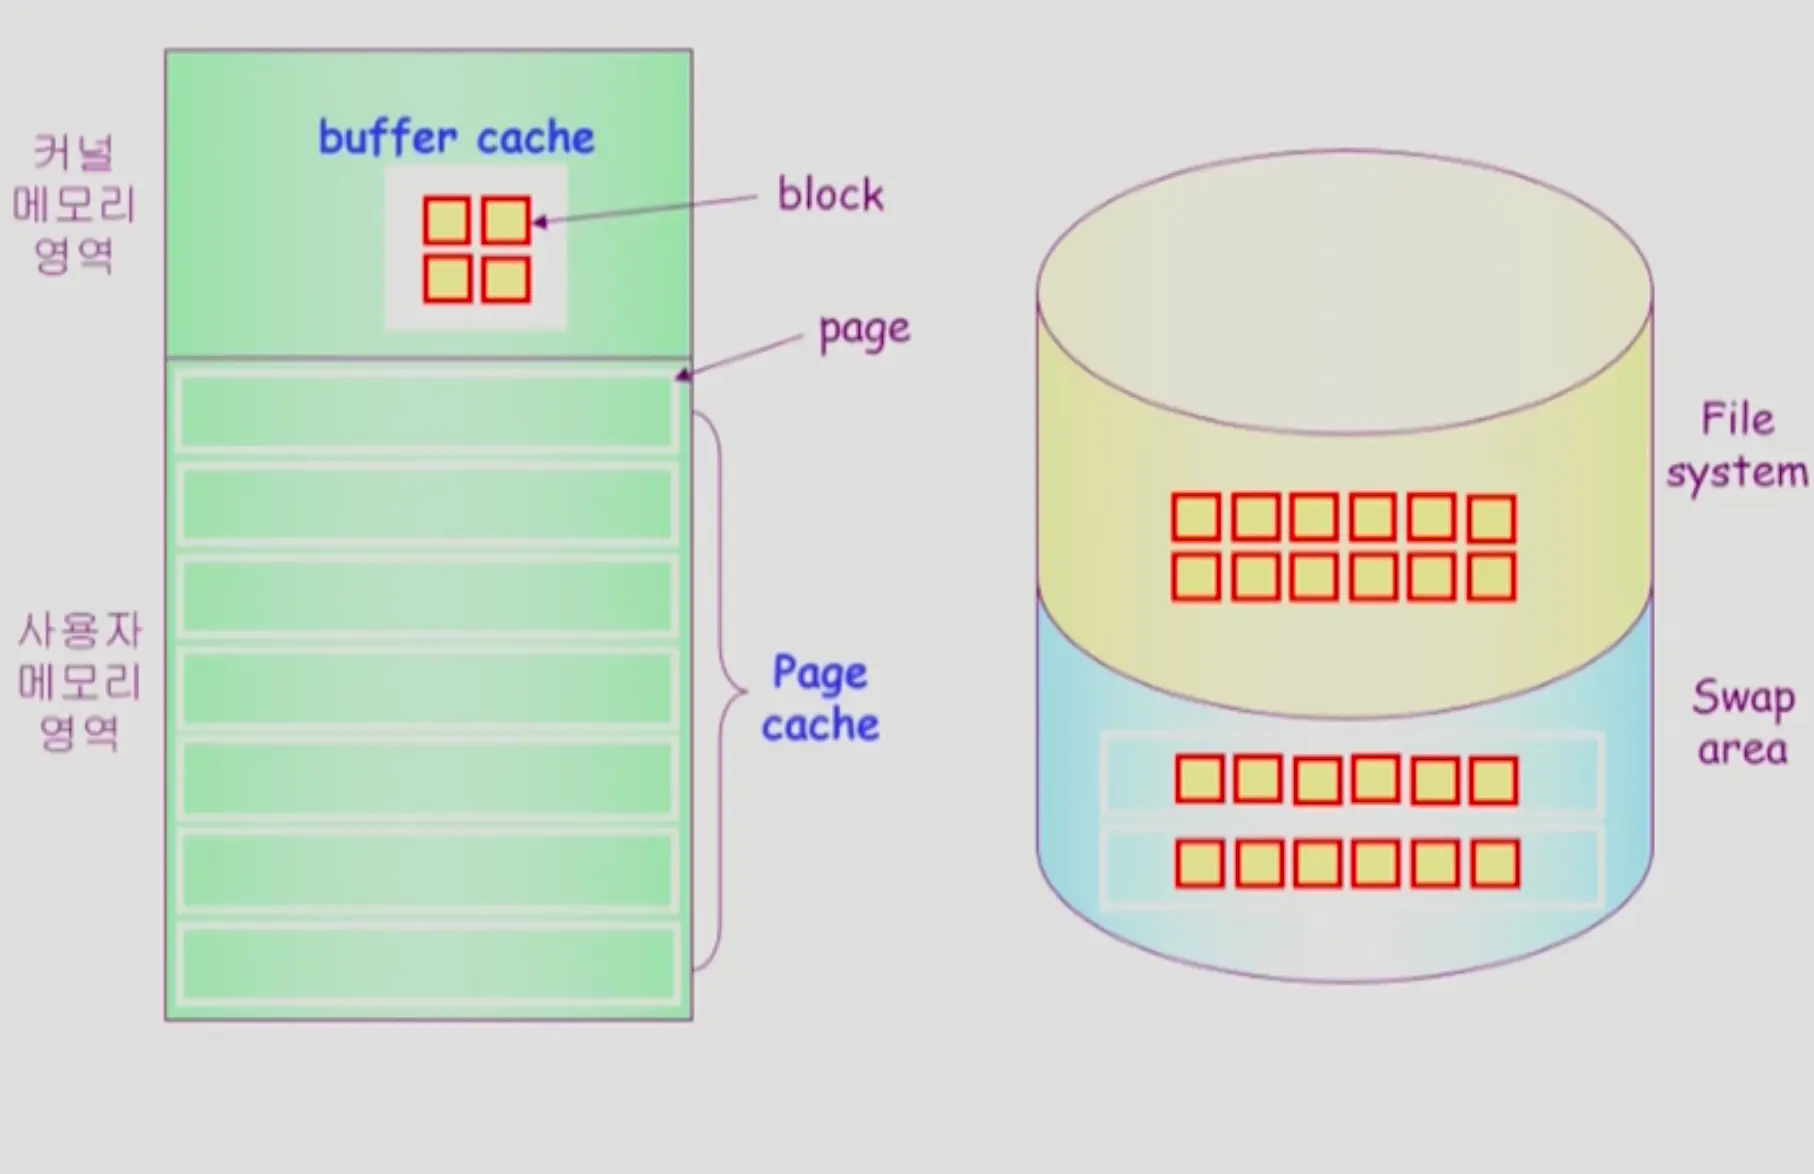 커널
메모리
영역
buffer cache
block
page
사용자
메모리
영역
Page
cache
File
system
Swap
area